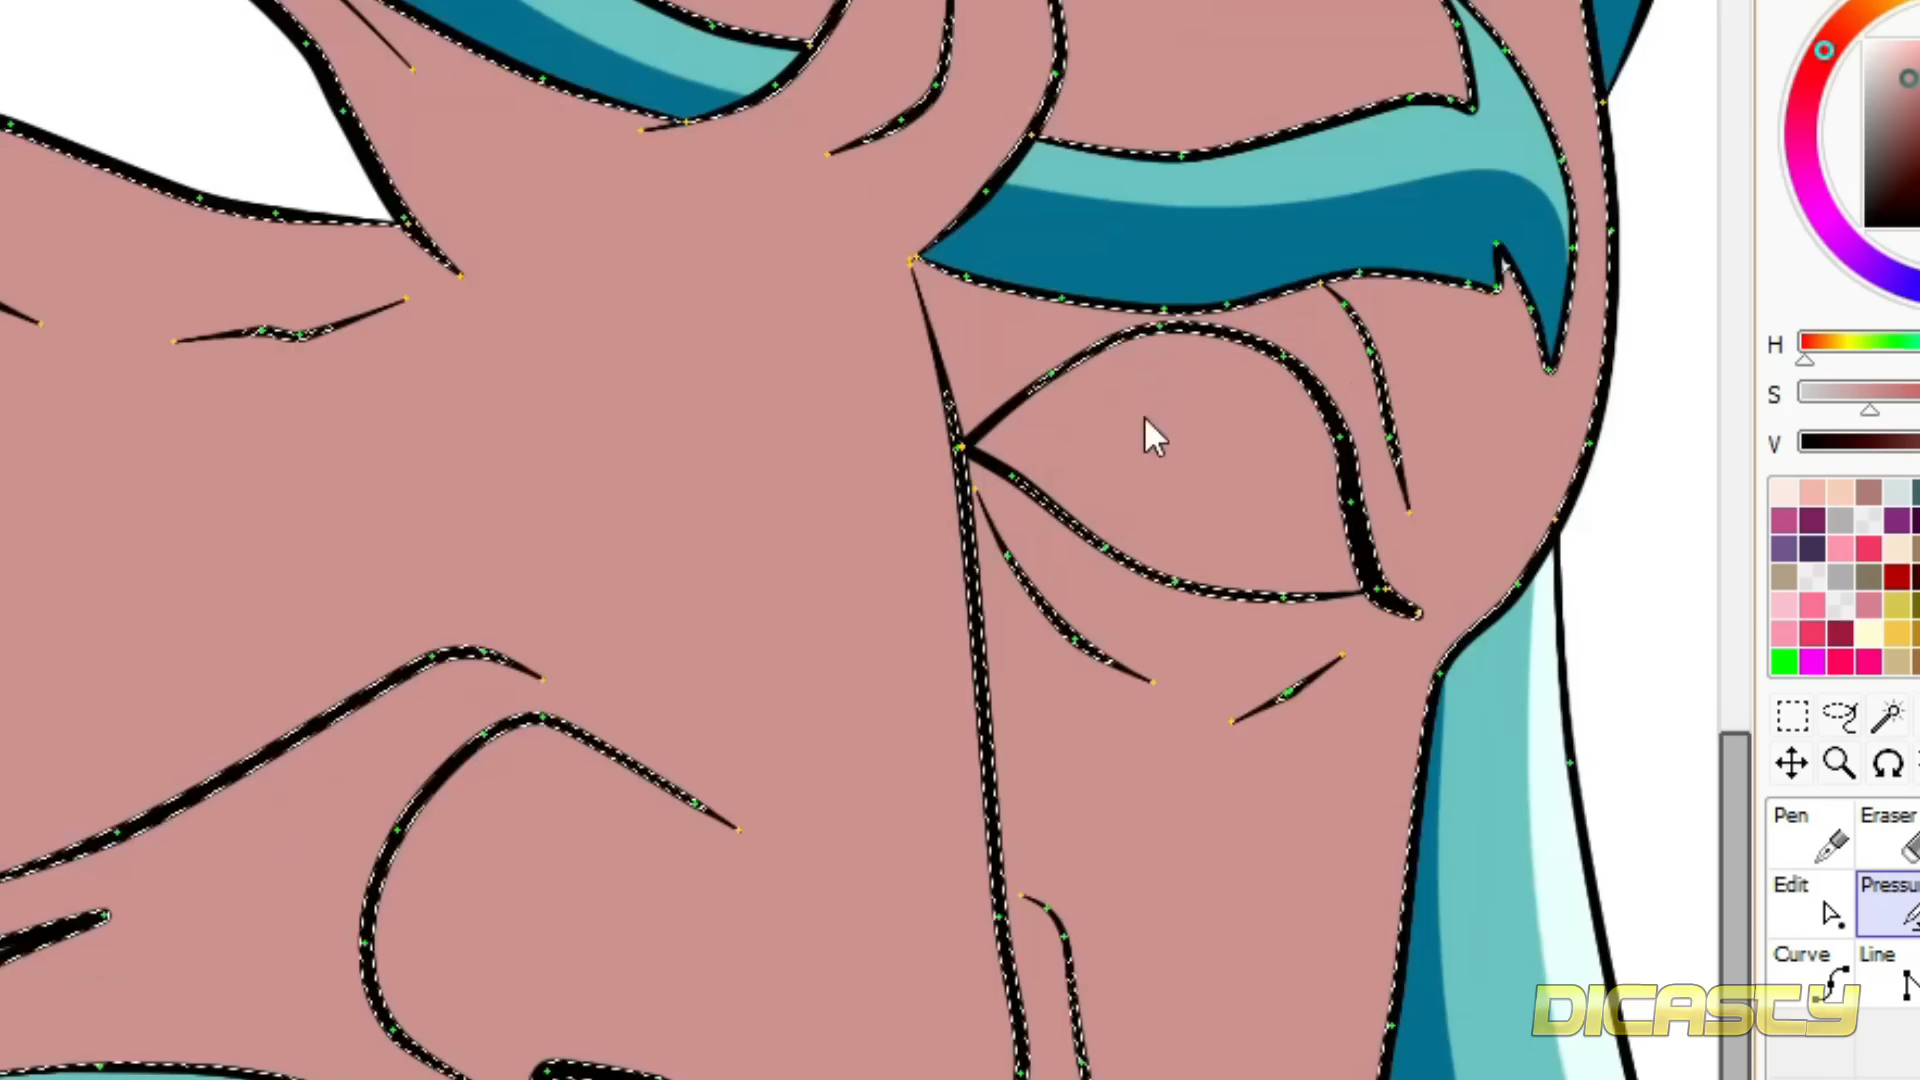 H
S
V
Pen Eraser
Edit Pressu
Curve Line
DICASTY